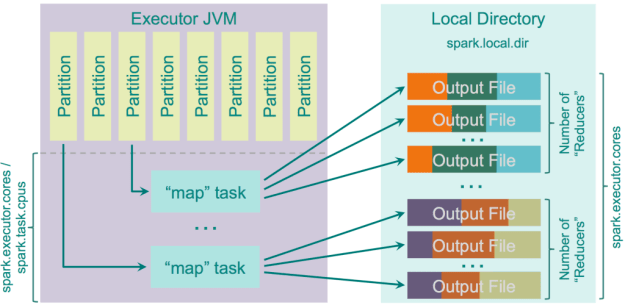 Executor JVM
Partition
Partition
Partition
Partition
Partition
Partition
Partition
Partition
spark.executor.cores /
spark.task.cpus
“map” task
...
“map” task
Local Directory
spark.local.dir
Output File
Output File
...
Output File
Number of
“Reducers”
...
Output File
Output File
...
Output File
Number of
“Reducers”
spark.executor.cores